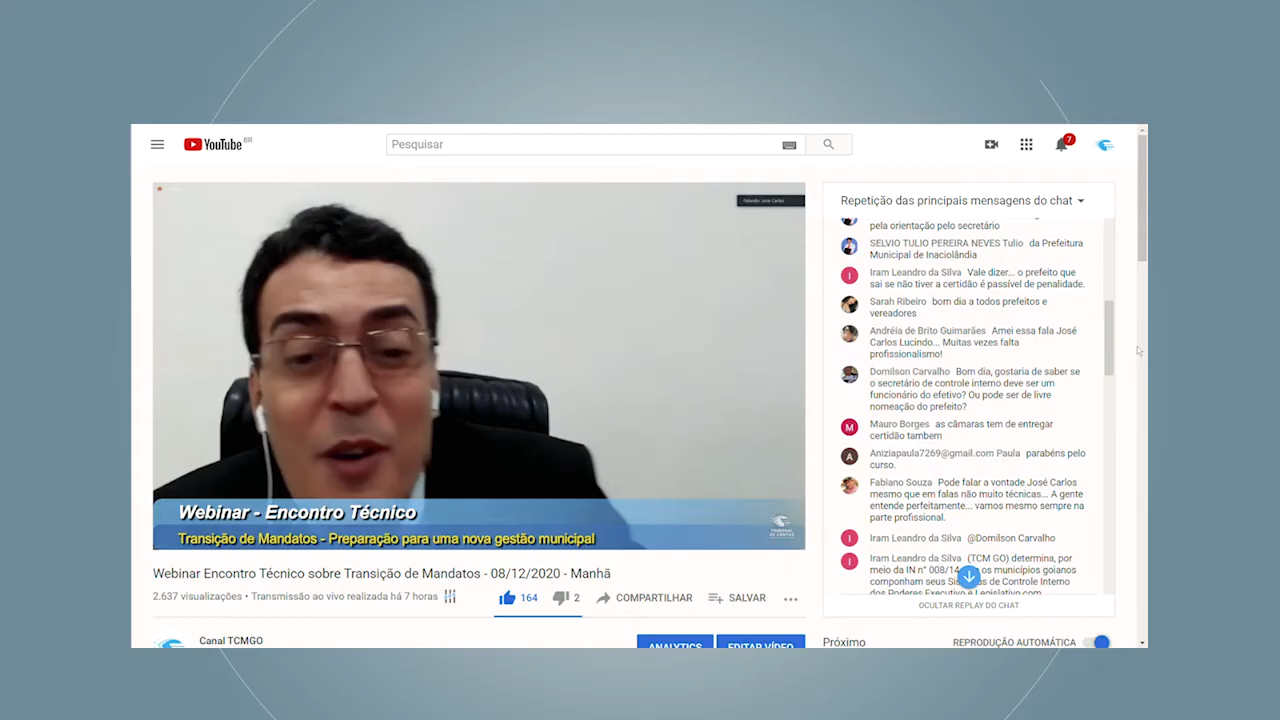 YouTube BR
Pesquisar
7
Falando: José Carlos
Webinar - Encontro Técnico
Transição de Mandatos - Preparação para uma nova gestão municipal
TRIBUNAL
DE CONTAS
Webinar Encontro Técnico sobre Transição de Mandatos - 08/12/2020 - Manhã
2.637 visualizações • Transmissão ao vivo realizada há 7 horas
164
2
COMPARTILHAR
SALVAR
Canal TCMGO
ANALYTICS
EDITAR VÍDEO
Repetição das principais mensagens do chat
pela orientação pelo secretário
SELVIO TULIO PEREIRA NEVES Tulio da Prefeitura
Municipal de Inaciolândia
I
Iram Leandro da Silva Vale dizer... o prefeito que
sai se não tiver a certidão é passível de penalidade.
Sarah Ribeiro bom dia a todos prefeitos e
vereadores
Andréia de Brito Guimarães Amei essa fala José
Carlos Lucindo... Muitas vezes falta
profissionalismo!
Domilson Carvalho Bom dia, gostaria de saber se
o secretário de controle interno deve ser um
funcionário do efetivo? Ou pode ser de livre
nomeação do prefeito?
M
Mauro Borges as câmaras tem de entregar
certidão tambem
A
Aniziapaula7269@gmail.com Paula parabéns pelo
curso.
Fabiano Souza Pode falar a vontade José Carlos
mesmo que em falas não muito técnicas... A gente
entende perfeitamente... vamos mesmo sempre na
parte profissional.
I
Iram Leandro da Silva @Domilson Carvalho
I
Iram Leandro da Silva (TCM GO) determina, por
meio da IN n° 008/14 os municípios goianos
componham seus de Controle Interno
dos Poderes Executivo e Legislativo com
OCULTAR REPLAY DO CHAT
Próximo
REPRODUÇÃO AUTOMÁTICA